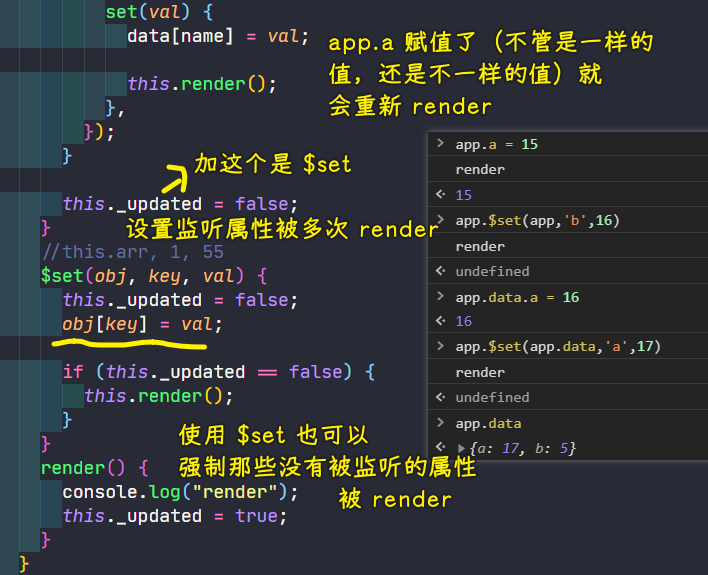 set(val) {
data[name] = val;
app.a 赋值了（不管是一样的
值，还是不一样的值）就
会重新 render
this.render();
},
});
}
加这个是 $set
this._updated = false;
设置监听属性被多次 render
}
//this.arr, 1, 55
$set(obj, key, val) {
this._updated = false;
obj[key] = val;
if (this._updated == false) {
this.render();
}
}
使用 $set 也可以
强制那些没有被监听的属性
被 render
render() {
console.log("render");
this._updated = true;
}
}
> app.a = 15
render
<· 15
> app.$set(app,'b',16)
render
<· undefined
> app.data.a = 16
<· 16
> app.$set(app.data,'a',17)
render
<· undefined
> app.data
<· ▶{a: 17, b: 5}